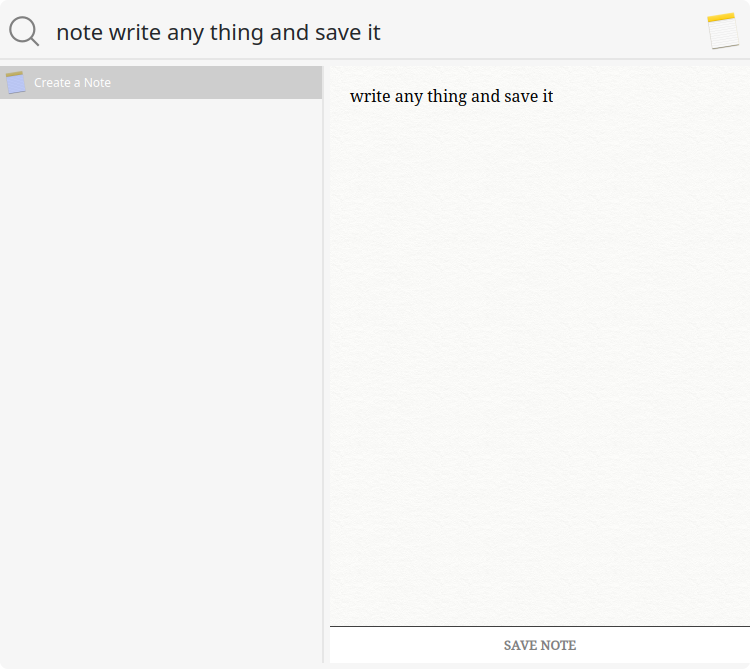 note write any thing and save it
Create a Note
write any thing and save it
SAVE NOTE